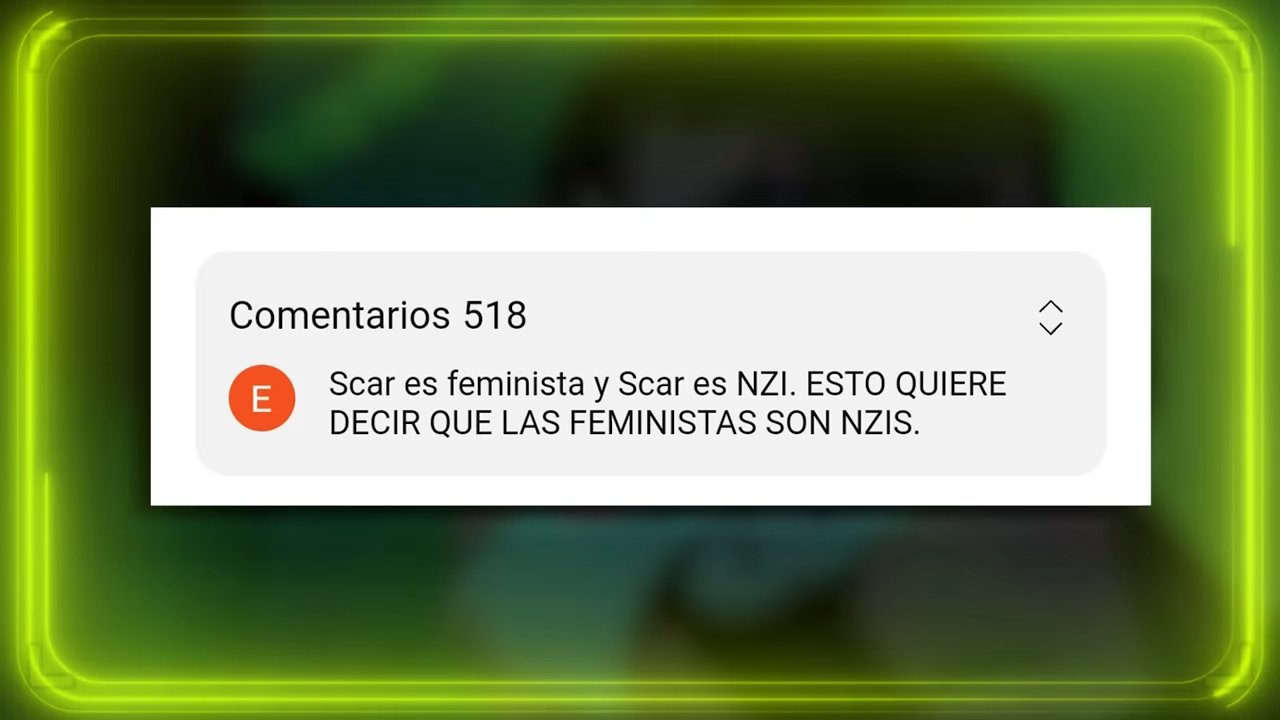 Comentarios 518
E
Scar es feminista y Scar es NZI. ESTO QUIERE
DECIR QUE LAS FEMINISTAS SON NZIS.